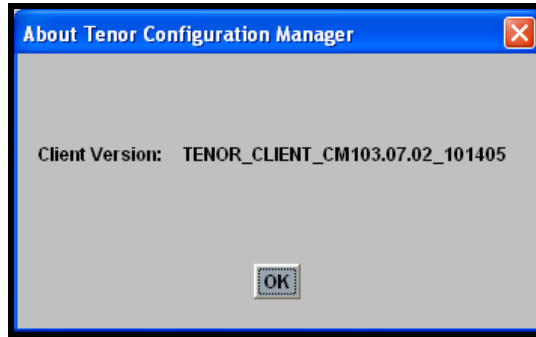 About Tenor Configuration Manager
Client Version: TENOR_CLIENT_CM103.07.02_101405
OK